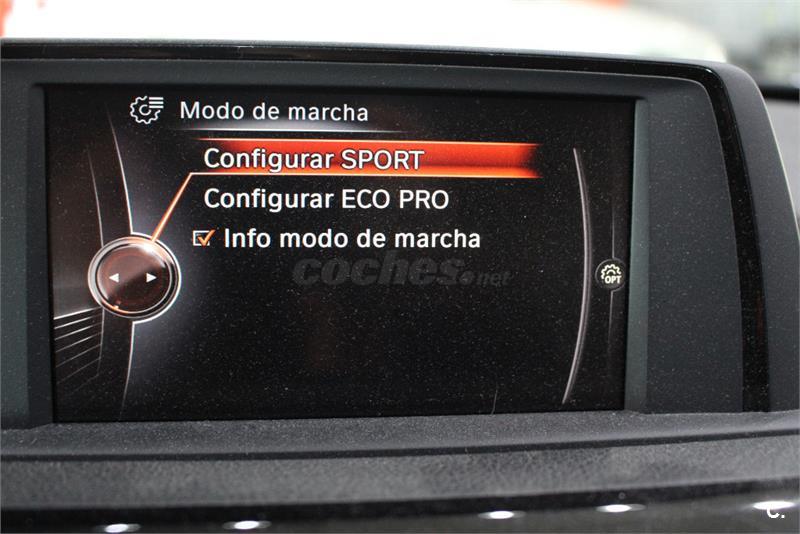 Modo de marcha
Configurar SPORT
Configurar ECO PRO
Info modo de marcha
coches.net
OPT
C.